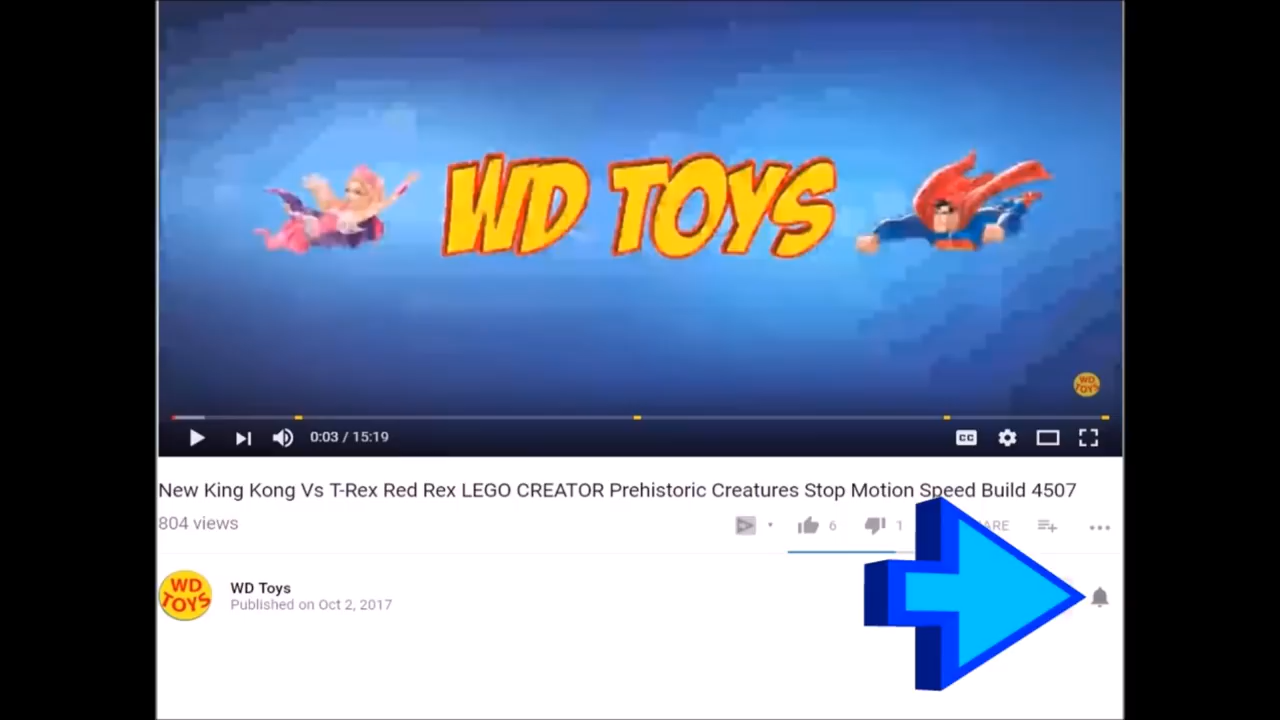 WD TOYS
WD
TOYS
0:03 / 15:19
CC
New King Kong Vs T-Rex Red Rex LEGO CREATOR Prehistoric Creatures Stop Motion Speed Build 4507
804 views
6
1
ARE
WD
TOYS
WD Toys
Published on Oct 2, 2017